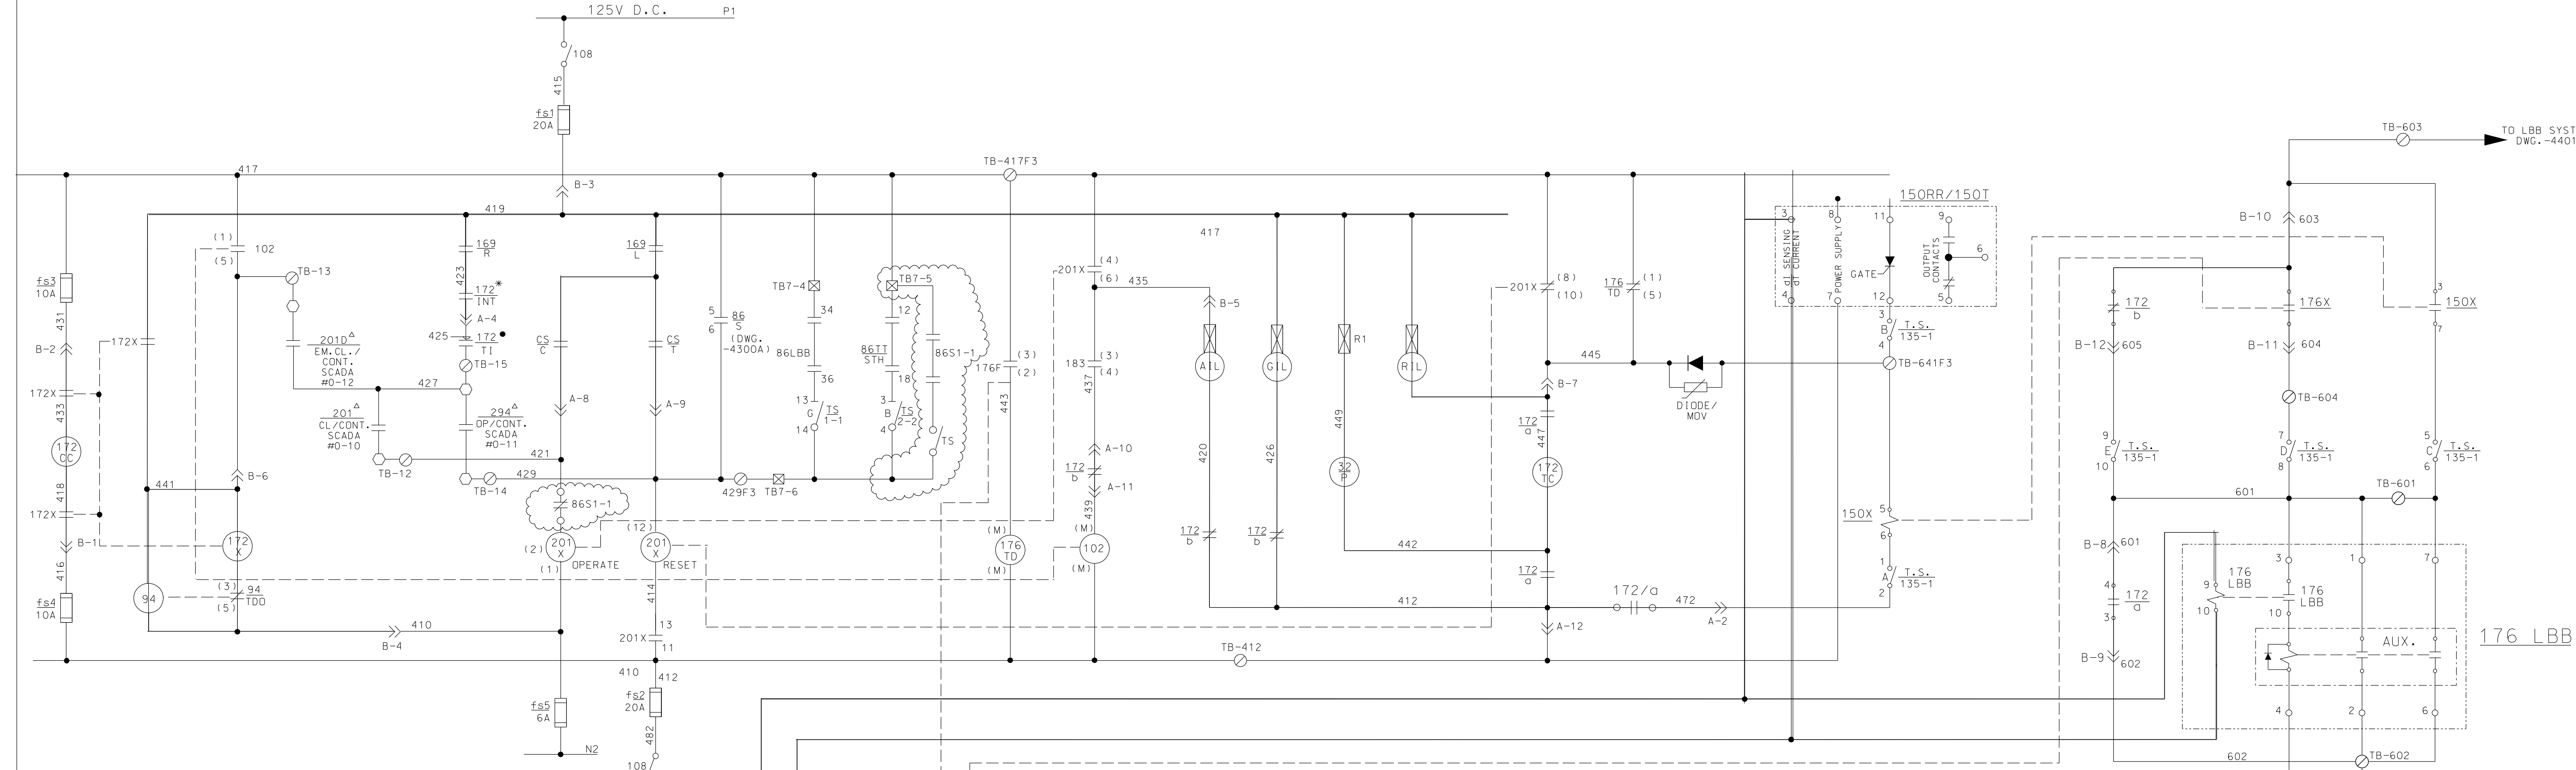 125V D.C. P1
108
415
fs1
20A
B-3
417
419
TB-417F3
TB-603
TO LBB SYST
DWG.-4401
150RR/150T
fs3
10A
431
B-2
172X
433
172
CC
418
172X
B-1
416
fs4
10A
172X
441
94
(1)
102
(5)
TB-13
201D△
EM.CL./
CONT.
SCADA
#0-12
427
201△
CL/CONT.
SCADA
#0-10
TB-12
B-6
172
X
(3)
94
(5)
TDO
B-4
410
169
R
423
172*
INT
A-4
425
172●
TI
TB-15
294△
OP/CONT.
SCADA
#0-11
421
429
TB-14
CS
C
A-8
86S1-1
(2)
201
X
OPERATE
(1)
fs5
6A
N2
169
L
CS
T
A-9
(12)
201
X
RESET
414
13
201X
11
410
412
fs2
20A
482
108
5
6
86
S
(DWG.
-4300A)
429F3
TB7-6
TB7-4
34
86LBB
36
13
G
TS
1-1
14
TB7-5
12
86TT
STH
18
3
B
TS
2-2
4
86S1-1
TS
(3)
176F
(2)
443
(M)
176
TD
(M)
(4)
201X
(6)
435
(3)
183
(4)
437
A-10
172
b
A-11
439
(M)
102
(M)
417
B-5
AIL
420
172
b
GIL
426
172
b
R1
449
32
P
442
RIL
412
TB-412
(8)
201X
(10)
176
TD
(1)
(5)
445
B-7
172
a
447
172
TC
172
a
A-12
172/a
472
A-2
DIODE/
MOV
3
dI SENSING
dT CURRENT
4
8
POWER SUPPLY
7
11
GATE
12
9
OUTPUT
CONTACTS
6
5
3
B
T.S.
135-1
4
TB-641F3
150X
5
6
1
A
T.S.
135-1
2
B-10
603
172
b
176X
3
150X
7
B-12
605
B-11
604
TB-604
9
E
T.S.
135-1
10
7
D
T.S.
135-1
8
5
C
T.S.
135-1
6
601
TB-601
B-8
601
4
172
a
3
B-9
602
176
LBB
9
10
3
176
LBB
10
1
7
AUX.
176 LBB
4
2
6
602
TB-602